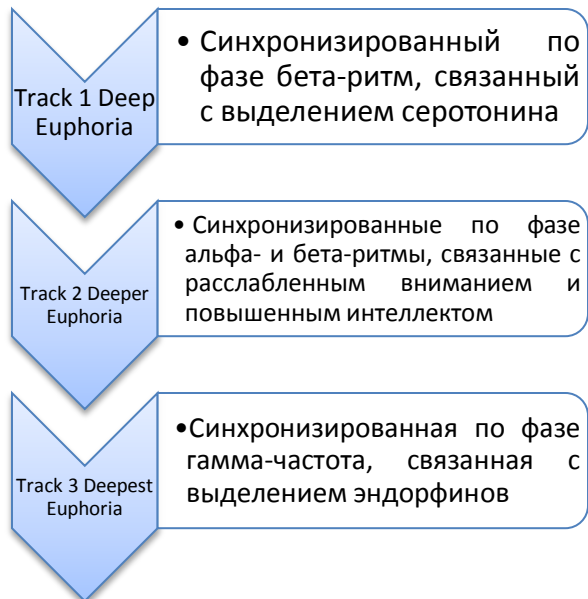 Track 1 Deep
Euphoria
• Синхронизированный по
фазе бета-ритм, связанный
с выделением серотонина
Track 2 Deeper
Euphoria
• Синхронизированные по фазе
альфа- и бета-ритмы, связанные с
расслабленным вниманием и
повышенным интеллектом
Track 3 Deepest
Euphoria
•Синхронизированная по фазе
гамма-частота, связанная с
выделением эндорфинов